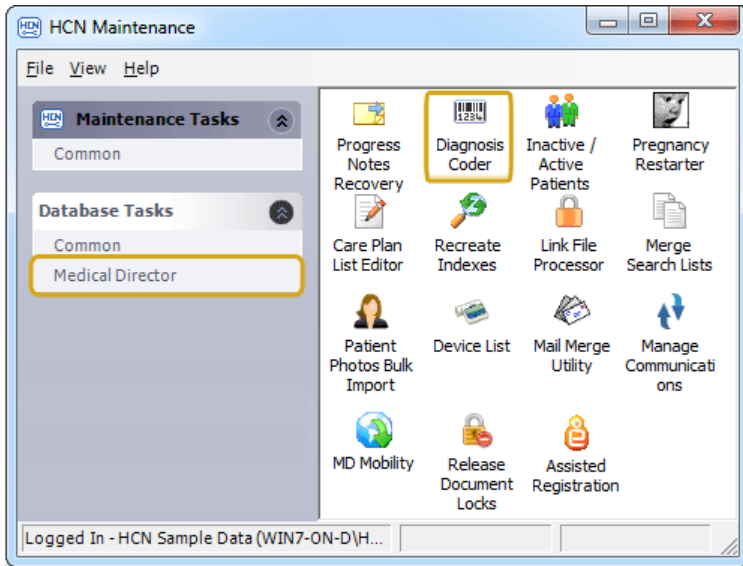 HCN HCN Maintenance
File View Help
HCN Maintenance Tasks
Common
Database Tasks
Common
Medical Director
Progress
Notes
Recovery
1234
Diagnosis
Coder
Inactive /
Active
Patients
Pregnancy
Restarter
Care Plan
List Editor
Recreate
Indexes
Link File
Processor
Merge
Search Lists
Patient
Photos Bulk
Import
Device List
Mail Merge
Utility
Manage
Communicati
ons
MD Mobility
Release
Document
Locks
Assisted
Registration
Logged In - HCN Sample Data (WIN7-ON-D\H...